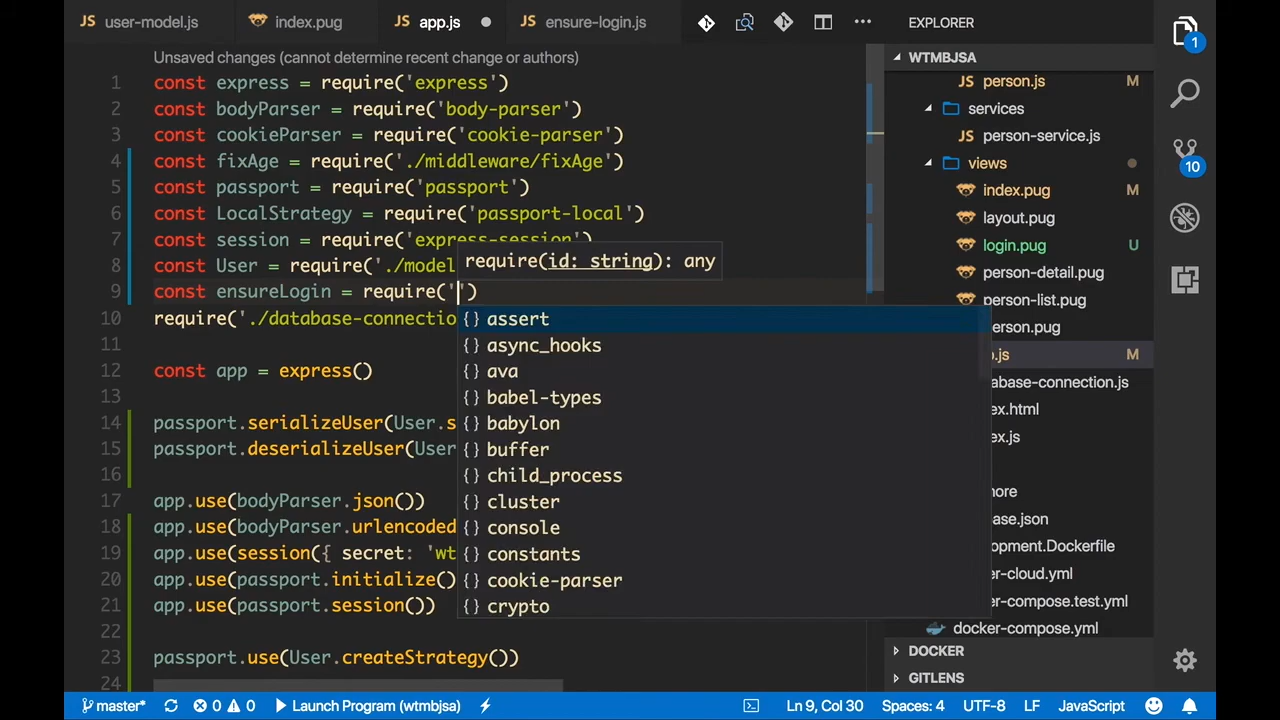 user-model.js
index.pug
app.js
ensure-login.js
EXPLORER
Unsaved changes (cannot determine recent change or authors)
1 const express = require('express')
2 const bodyParser = require('body-parser')
3 const cookieParser = require('cookie-parser')
4 const fixAge = require('./middleware/fixAge')
5 const passport = require('passport')
6 const LocalStrategy = require('passport-local')
7 const session = require('express-session')
8 const User = require('./model
9 const ensureLogin = require('')
10 require('./database-connectio
11
12 const app = express()
13
14 passport.serializeUser(User.s
15 passport.deserializeUser(User
16
17 app.use(bodyParser.json())
18 app.use(bodyParser.urlencoded
19 app.use(session({ secret: 'wt
20 app.use(passport.initialize()
21 app.use(passport.session())
22
23 passport.use(User.createStrategy())
24
require(id: string): any
{} assert
{} async_hooks
{} ava
{} babel-types
{} babylon
{} buffer
{} child_process
{} cluster
{} console
{} constants
{} cookie-parser
{} crypto
WTMBJSA
JS person.js M
services
JS person-service.js
views
index.pug M
layout.pug
login.pug U
person-detail.pug
person-list.pug
person.pug
p.js M
abase-connection.js
ex.html
ex.js
nore
ase.json
lopment.Dockerfile
er-cloud.yml
er-compose.test.yml
docker-compose.yml
DOCKER
GITLENS
1
10
master*
0
0
Launch Program (wtmbjsa)
Ln 9, Col 30
Spaces: 4
UTF-8
LF
JavaScript